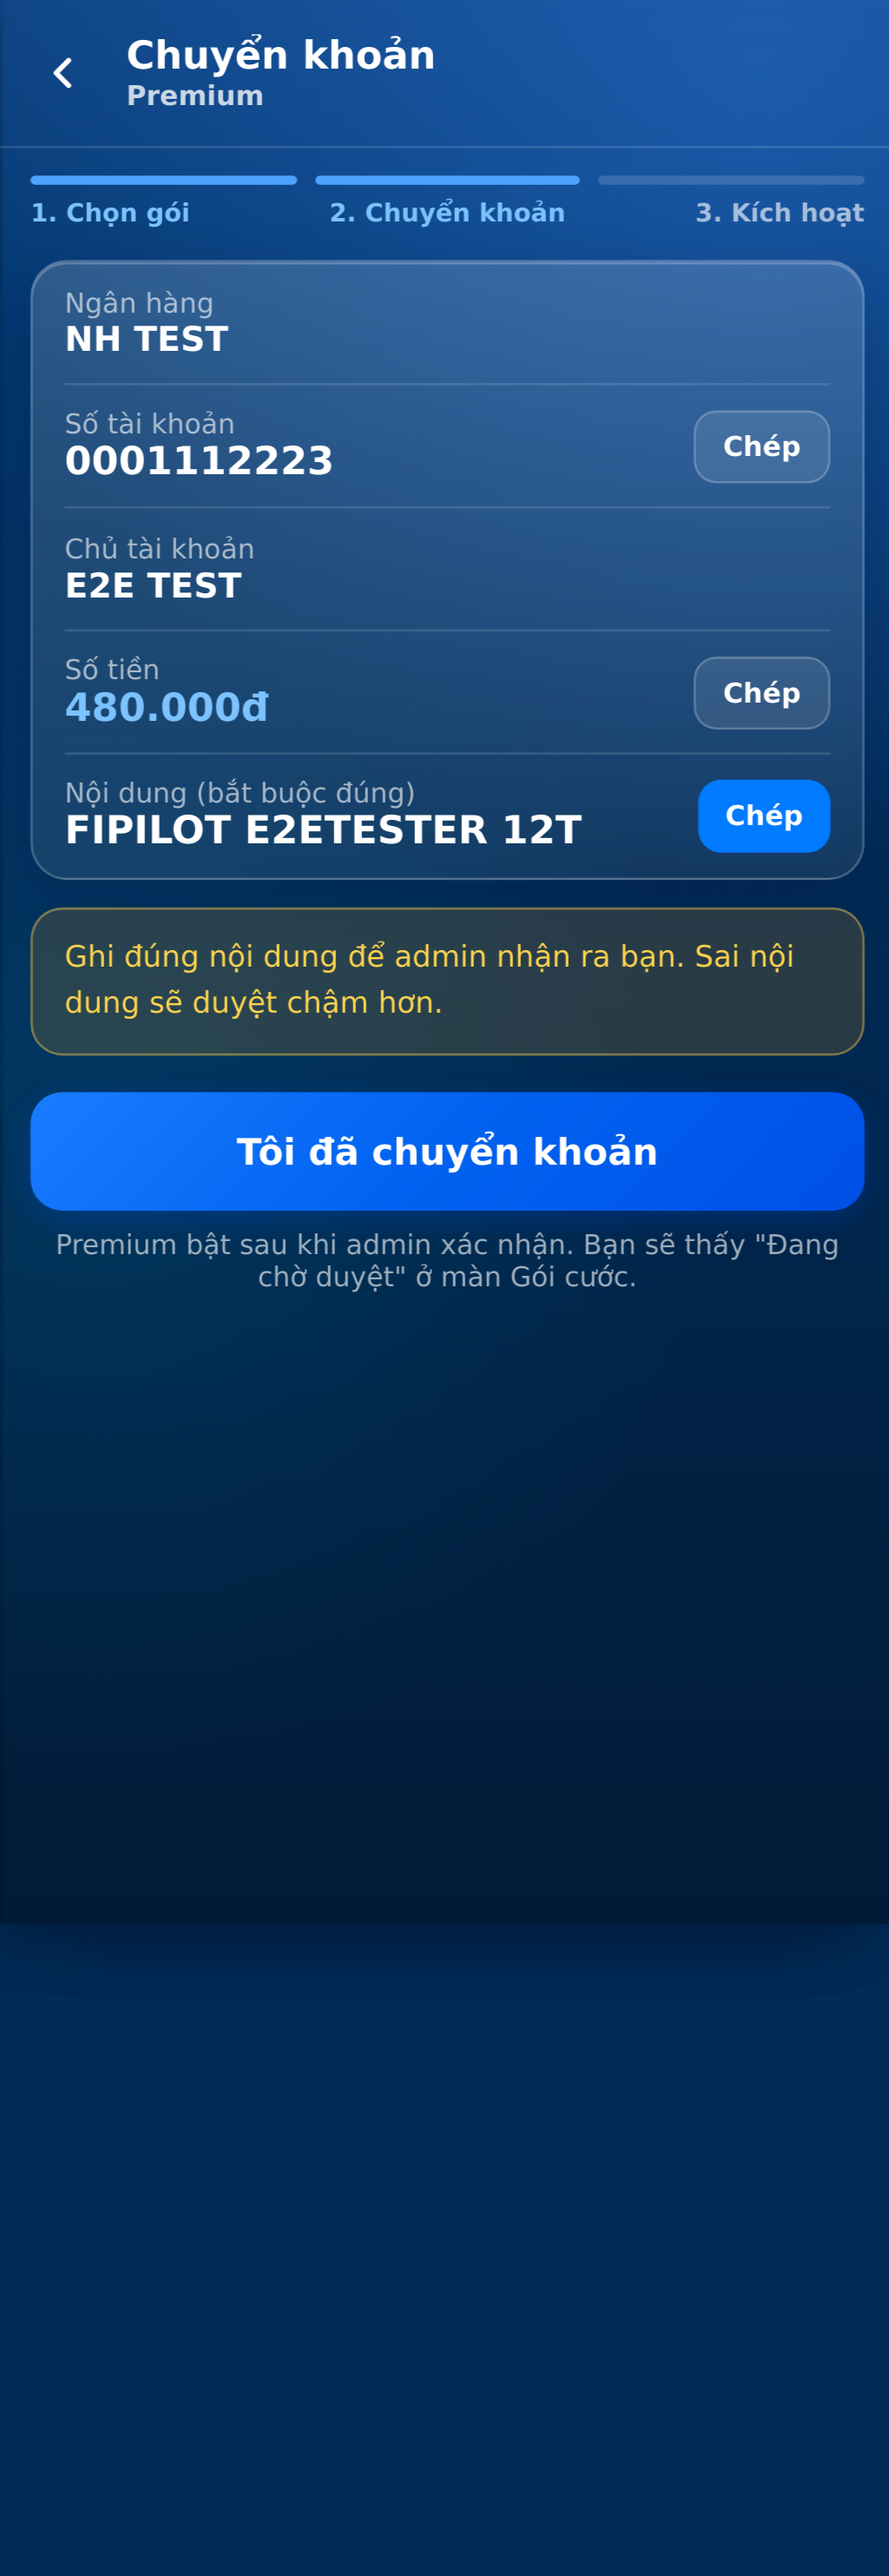 Chuyển khoản
Premium
1. Chọn gói
2. Chuyển khoản
3. Kích hoạt
Ngân hàng
NH TEST
Số tài khoản
0001112223
Chép
Chủ tài khoản
E2E TEST
Số tiền
480.000đ
Chép
Nội dung (bắt buộc đúng)
FIPILOT E2ETESTER 12T
Chép
Ghi đúng nội dung để admin nhận ra bạn. Sai nội
dung sẽ duyệt chậm hơn.
Tôi đã chuyển khoản
Premium bật sau khi admin xác nhận. Bạn sẽ thấy "Đang
chờ duyệt" ở màn Gói cước.